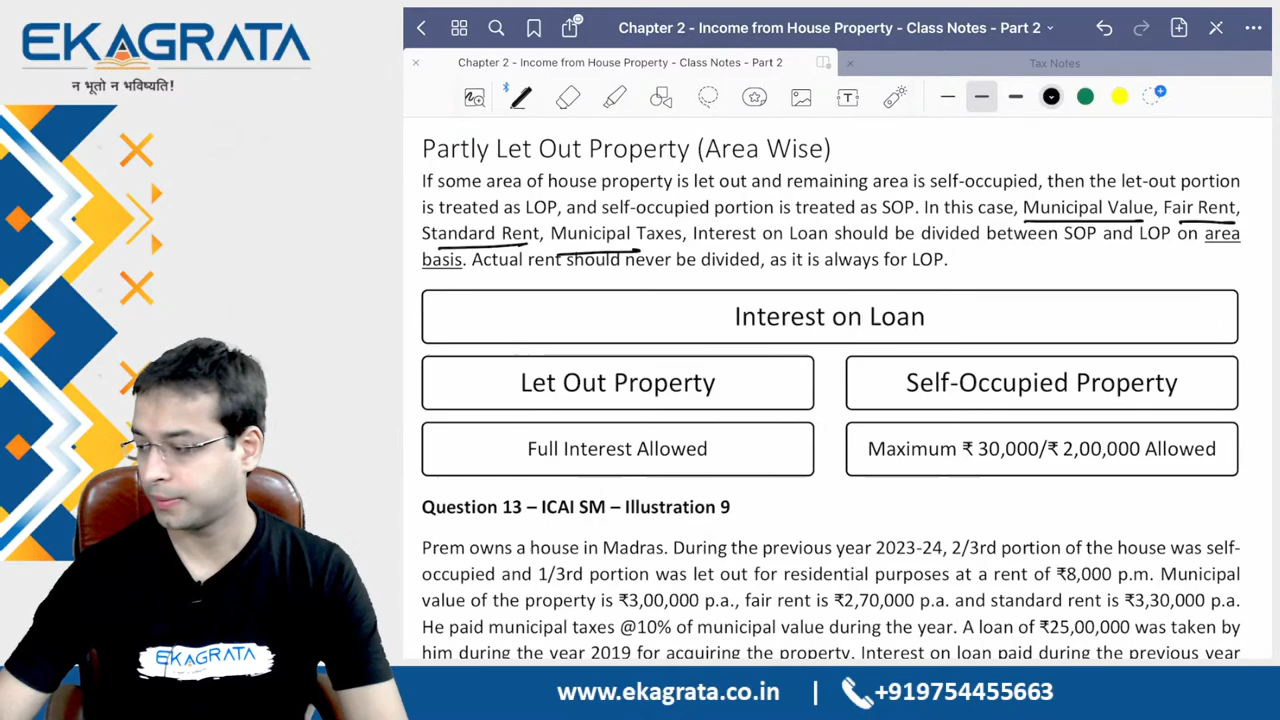 EKAGRATA
न भूतो न भविष्यति!
Chapter 2 - Income from House Property - Class Notes - Part 2
Chapter 2 - Income from House Property - Class Notes - Part 2
Tax Notes
Partly Let Out Property (Area Wise)
If some area of house property is let out and remaining area is self-occupied, then the let-out portion
is treated as LOP, and self-occupied portion is treated as SOP. In this case, Municipal Value, Fair Rent,
Standard Rent, Municipal Taxes, Interest on Loan should be divided between SOP and LOP on area
basis. Actual rent should never be divided, as it is always for LOP.
Interest on Loan
Let Out Property
Self-Occupied Property
Full Interest Allowed
Maximum ₹ 30,000/₹ 2,00,000 Allowed
Question 13 – ICAI SM – Illustration 9
Prem owns a house in Madras. During the previous year 2023-24, 2/3rd portion of the house was self-
occupied and 1/3rd portion was let out for residential purposes at a rent of ₹8,000 p.m. Municipal
value of the property is ₹3,00,000 p.a., fair rent is ₹2,70,000 p.a. and standard rent is ₹3,30,000 p.a.
He paid municipal taxes @10% of municipal value during the year. A loan of ₹25,00,000 was taken by
him during the year 2019 for acquiring the property. Interest on loan paid during the previous year
EKAGRATA
www.ekagrata.co.in | +919754455663